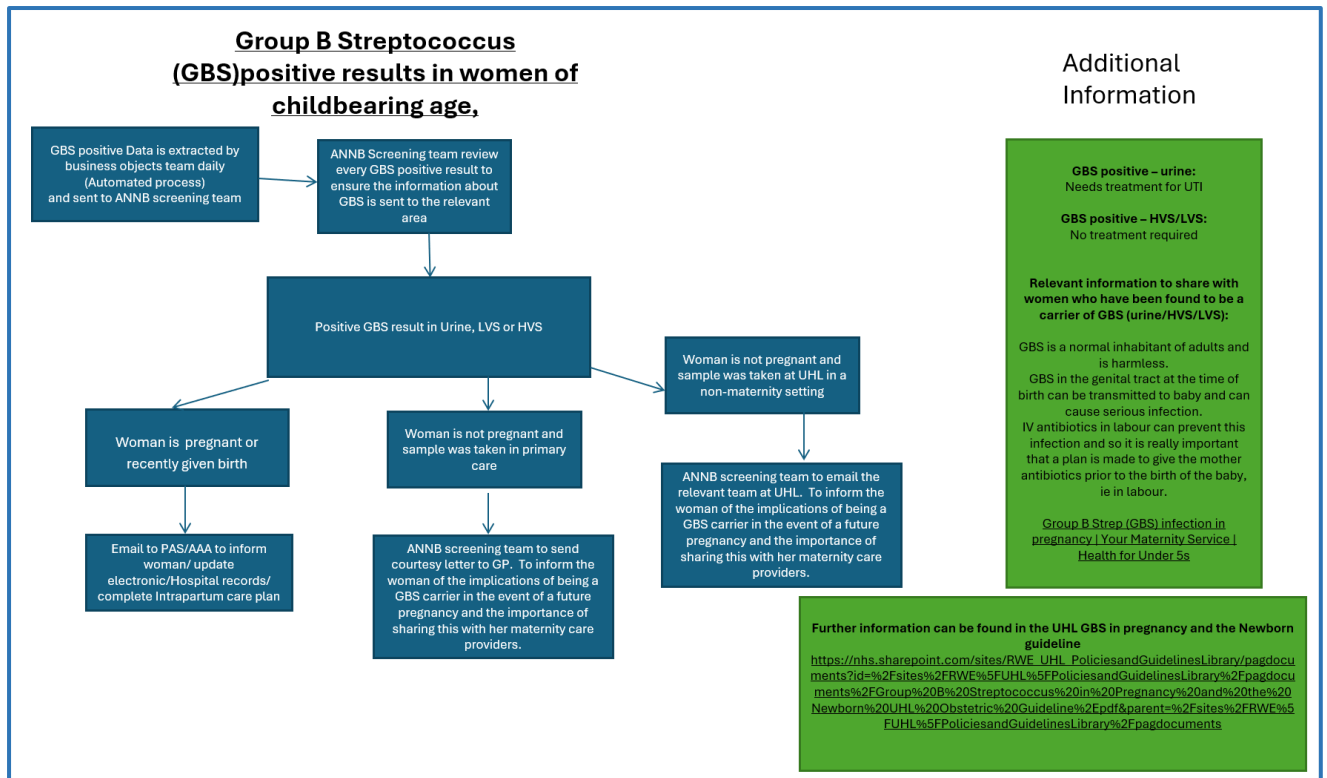 Group B Streptococcus
(GBS)positive results in women of
childbearing age,
Additional
Information
GBS positive Data is extracted by
business objects team daily
(Automated process)
and sent to ANNB screening team
ANNB Screening team review
every GBS positive result to
ensure the information about
GBS is sent to the relevant
area
Positive GBS result in Urine, LVS or HVS
Woman is not pregnant and
sample was taken at UHL in a
non-maternity setting
Woman is pregnant or
recently given birth
Woman is not pregnant and
sample was taken in primary
care
ANNB screening team to email the
relevant team at UHL. To inform the
woman of the implications of being a
GBS carrier in the event of a future
pregnancy and the importance of
sharing this with her maternity care
providers.
Email to PAS/AAA to inform
woman/ update
electronic/Hospital records/
complete Intrapartum care plan
ANNB screening team to send
courtesy letter to GP. To inform the
woman of the implications of being a
GBS carrier in the event of a future
pregnancy and the importance of
sharing this with her maternity care
providers.
GBS positive – urine:
Needs treatment for UTI
GBS positive – HVS/LVS:
No treatment required
Relevant information to share with
women who have been found to be a
carrier of GBS (urine/HVS/LVS):
GBS is a normal inhabitant of adults and
is harmless.
GBS in the genital tract at the time of
birth can be transmitted to baby and can
cause serious infection.
IV antibiotics in labour can prevent this
infection and so it is really important
that a plan is made to give the mother
antibiotics prior to the birth of the baby,
ie in labour.
Group B Strep (GBS) infection in
pregnancy | Your Maternity Service |
Health for Under 5s
Further information can be found in the UHL GBS in pregnancy and the Newborn
guideline
https://nhs.sharepoint.com/sites/RWE_UHL_PoliciesandGuidelinesLibrary/pagdocu
ments?id=%2Fsites%2FRWE%5FUHL%5FPoliciesandGuidelinesLibrary%2Fpagdocu
ments%2FGroup%20B%20Streptococcus%20in%20Pregnancy%20and%20the%20
Newborn%20UHL%20Obstetric%20Guideline%2Epdf&parent=%2Fsites%2FRWE%5
FUHL%5FPoliciesandGuidelinesLibrary%2Fpagdocuments